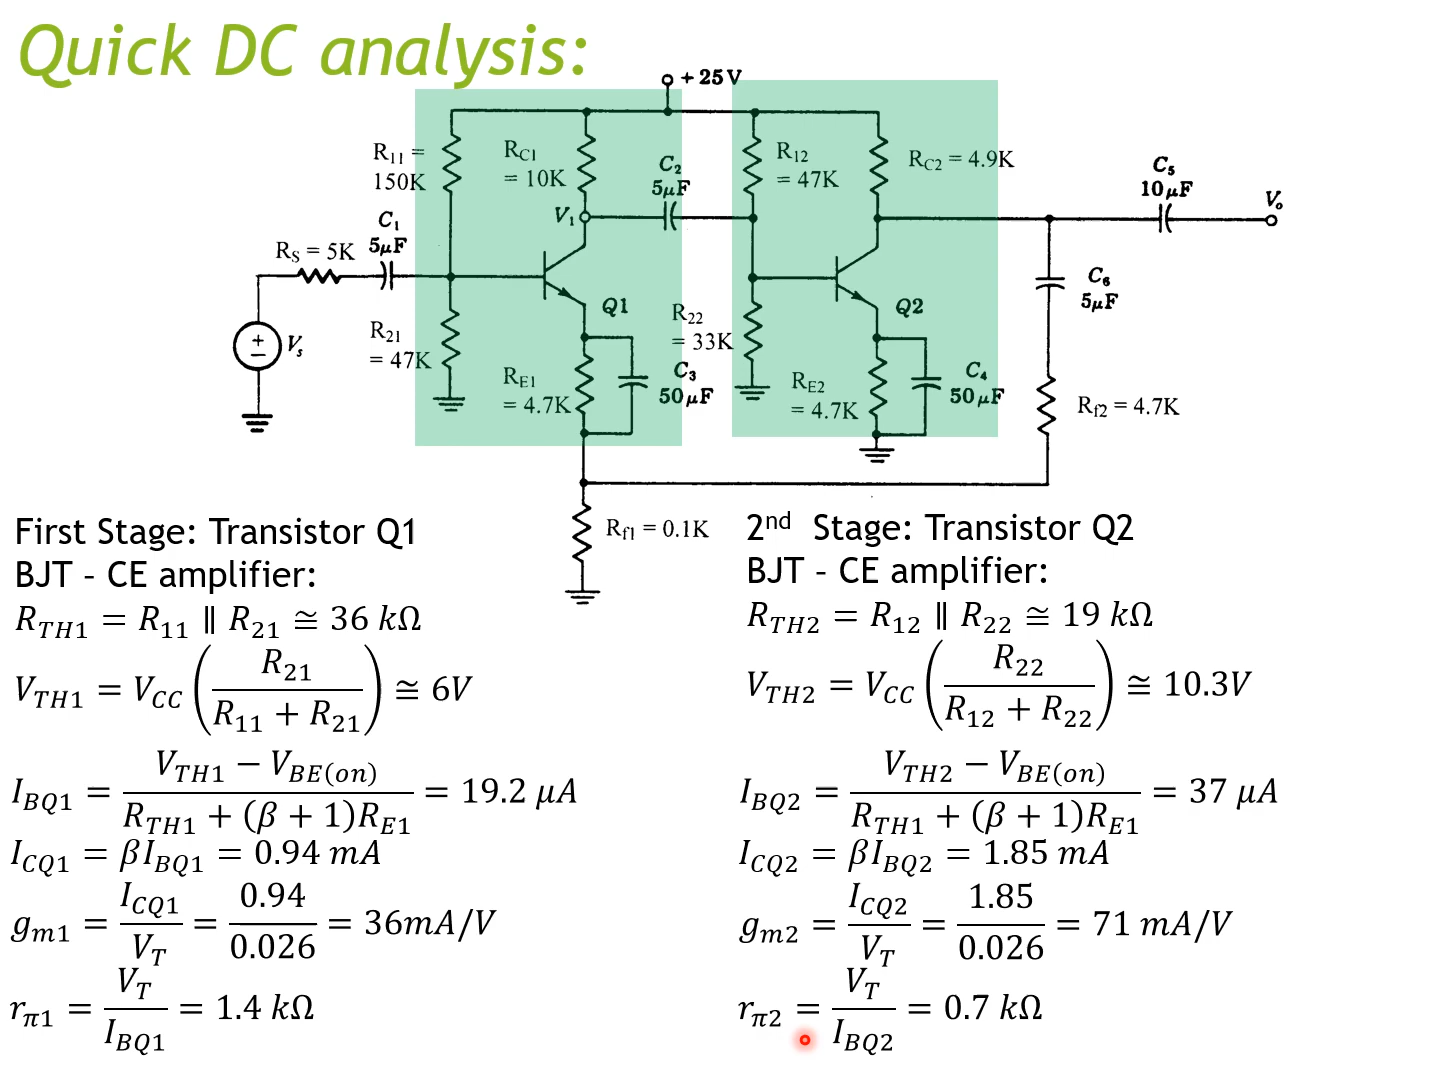 Quick DC analysis:
+ 25 V
R11 =
150K
RC1
= 10K
C2
5μF
R12
= 47K
RC2 = 4.9K
C5
10μF
Vo
V1
C1
5μF
RS = 5K
C6
5μF
Q1
Q2
R22
= 33K
R21
= 47K
+
−
Vs
RE1
= 4.7K
C3
50μF
RE2
= 4.7K
C4
50μF
Rf2 = 4.7K
Rf1 = 0.1K
First Stage: Transistor Q1
BJT - CE amplifier:
R_TH1 = R_11 ∥ R_21 ≅ 36 kΩ
V_TH1 = V_CC (R_21 / (R_11 + R_21)) ≅ 6V
I_BQ1 = (V_TH1 − V_BE(on)) / (R_TH1 + (β + 1)R_E1) = 19.2 μA
I_CQ1 = βI_BQ1 = 0.94 mA
g_m1 = I_CQ1 / V_T = 0.94 / 0.026 = 36mA/V
r_π1 = V_T / I_BQ1 = 1.4 kΩ
2nd Stage: Transistor Q2
BJT - CE amplifier:
R_TH2 = R_12 ∥ R_22 ≅ 19 kΩ
V_TH2 = V_CC (R_22 / (R_12 + R_22)) ≅ 10.3V
I_BQ2 = (V_TH2 − V_BE(on)) / (R_TH1 + (β + 1)R_E1) = 37 μA
I_CQ2 = βI_BQ2 = 1.85 mA
g_m2 = I_CQ2 / V_T = 1.85 / 0.026 = 71 mA/V
r_π2 = V_T / I_BQ2 = 0.7 kΩ